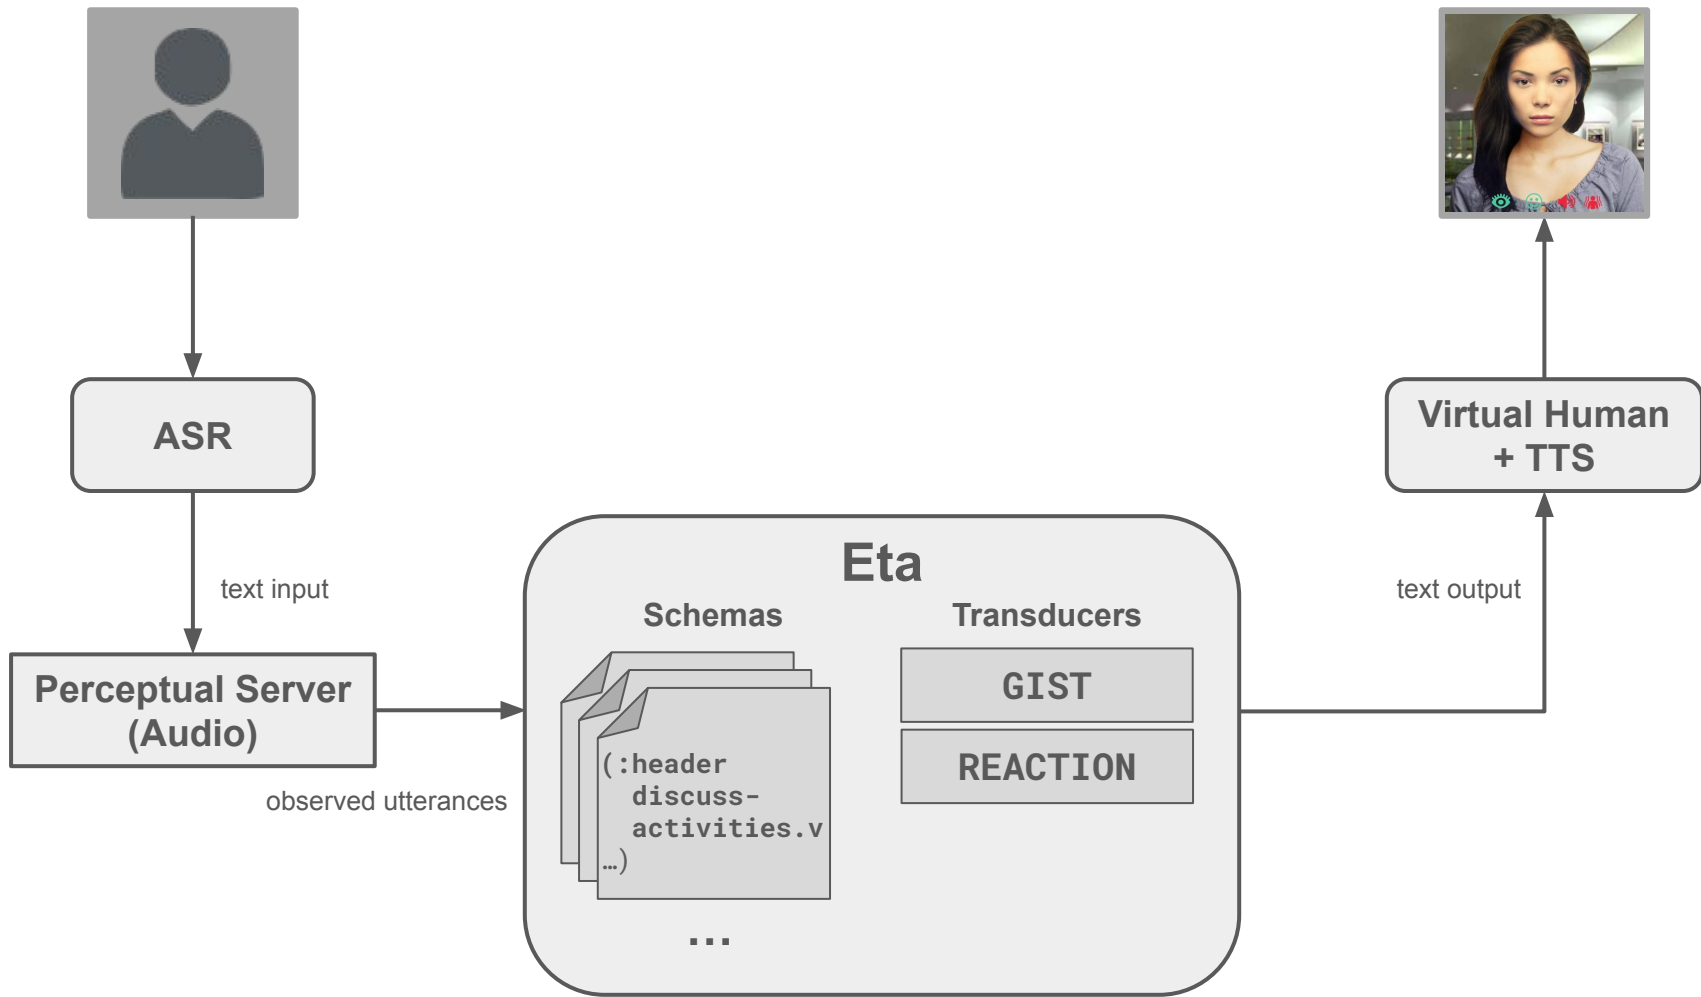 ASR
Virtual Human
+ TTS
text input
text output
Perceptual Server
(Audio)
observed utterances
Eta
Schemas
Transducers
(:header
discuss-
activities.v
…)
...
GIST
REACTION